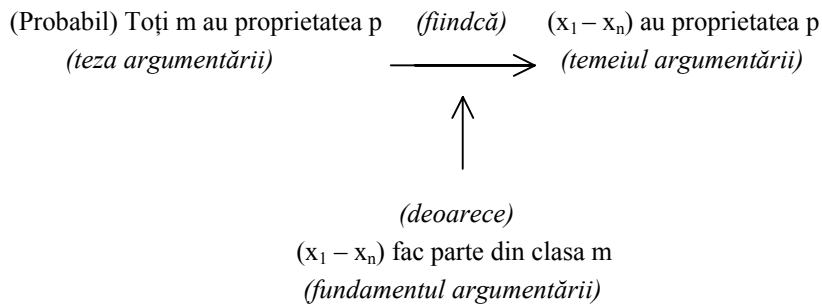 (Probabil) Toți m au proprietatea p (fiindcă) (x₁ – xₙ) au proprietatea p
(teza argumentării) (temeiul argumentării)
(deoarece)
(x₁ – xₙ) fac parte din clasa m
(fundamentul argumentării)